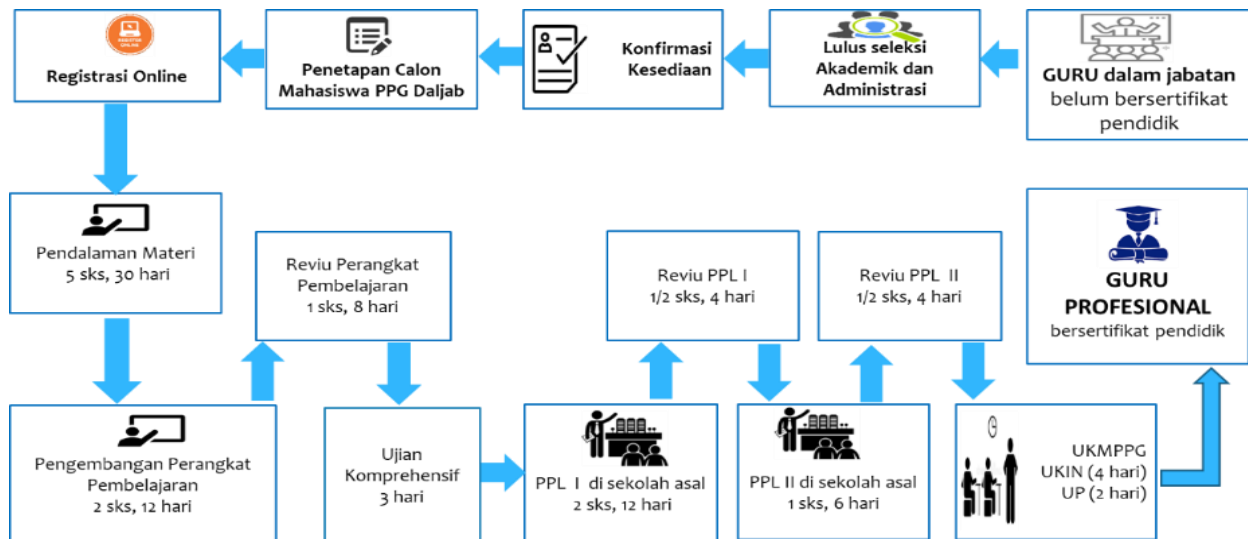 GURU dalam jabatan
belum bersertifikat
pendidik
Lulus seleksi
Akademik dan
Administrasi
Konfirmasi
Kesediaan
Penetapan Calon
Mahasiswa PPG Daljab
REGISTRASI
ONLINE
Registrasi Online
Pendalaman Materi
5 sks, 30 hari
Pengembangan Perangkat
Pembelajaran
2 sks, 12 hari
Reviu Perangkat
Pembelajaran
1 sks, 8 hari
Ujian
Komprehensif
3 hari
PPL I di sekolah asal
2 sks, 12 hari
Reviu PPL I
1/2 sks, 4 hari
PPL II di sekolah asal
1 sks, 6 hari
Reviu PPL II
1/2 sks, 4 hari
UKMPPG
UKIN (4 hari)
UP (2 hari)
GURU
PROFESIONAL
bersertifikat pendidik